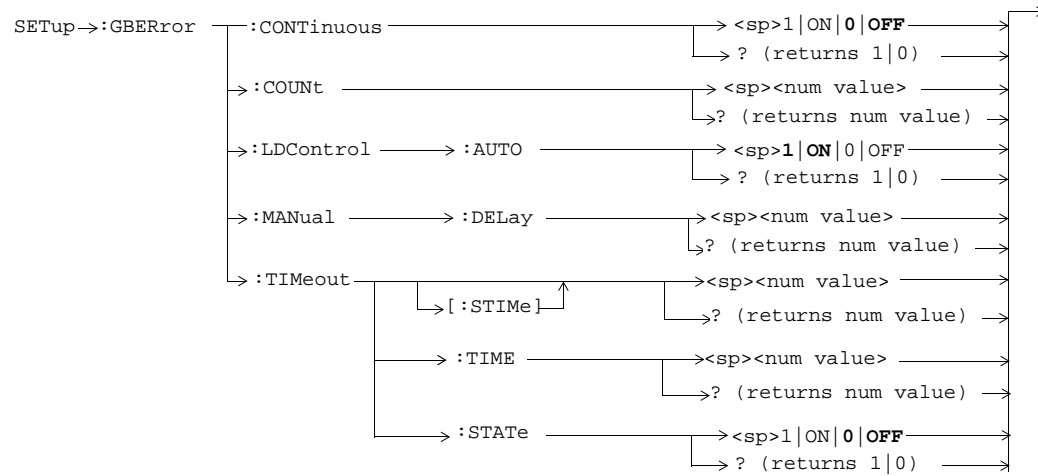 SETup :GBERror :CONTinuous <sp>1|ON|0|OFF
? (returns 1|0)
:COUNt <sp><num value>
? (returns num value)
:LDControl :AUTO <sp>1|ON|0|OFF
? (returns 1|0)
:MANual :DELay <sp><num value>
? (returns num value)
:TIMeout <sp><num value>
[:STIMe] ? (returns num value)
:TIME <sp><num value>
? (returns num value)
:STATe <sp>1|ON|0|OFF
? (returns 1|0)